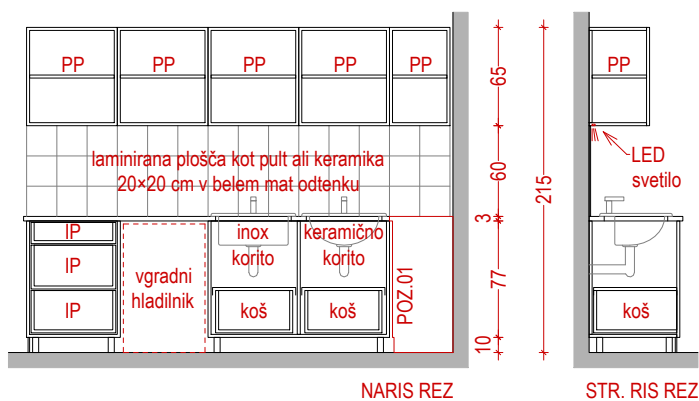 PP PP PP PP PP
PP
65
laminirana plošča kot pult ali keramika
20×20 cm v belem mat odtenku
60
215
LED
svetilo
3
IP
IP
IP
vgradni
hladilnik
inox
korito
keramično
korito
koš
koš
POZ.01
77
10
koš
NARIS REZ
STR. RIS REZ